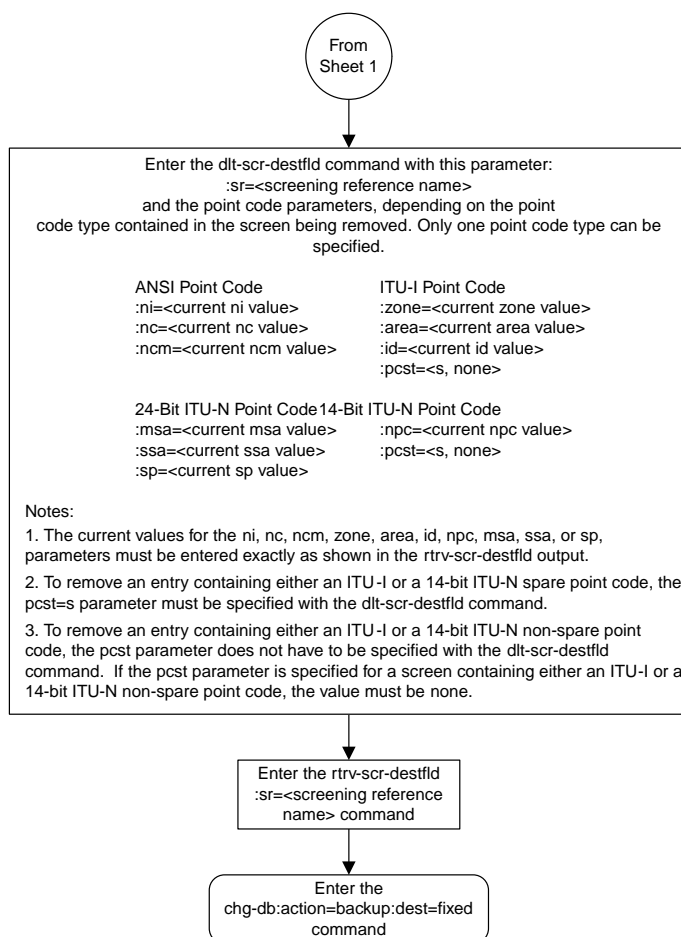 From
Sheet 1
Enter the dlt-scr-destfld command with this parameter:
:sr=<screening reference name>
and the point code parameters, depending on the point
code type contained in the screen being removed. Only one point code type can be
specified.
ANSI Point Code
:ni=<current ni value>
:nc=<current nc value>
:ncm=<current ncm value>
ITU-I Point Code
:zone=<current zone value>
:area=<current area value>
:id=<current id value>
:pcst=<s, none>
24-Bit ITU-N Point Code
:msa=<current msa value>
:ssa=<current ssa value>
:sp=<current sp value>
14-Bit ITU-N Point Code
:npc=<current npc value>
:pcst=<s, none>
Notes:
1. The current values for the ni, nc, ncm, zone, area, id, npc, msa, ssa, or sp,
parameters must be entered exactly as shown in the rtrv-scr-destfld output.
2. To remove an entry containing either an ITU-I or a 14-bit ITU-N spare point code, the
pcst=s parameter must be specified with the dlt-scr-destfld command.
3. To remove an entry containing either an ITU-I or a 14-bit ITU-N non-spare point
code, the pcst parameter does not have to be specified with the dlt-scr-destfld
command.  If the pcst parameter is specified for a screen containing either an ITU-I or a
14-bit ITU-N non-spare point code, the value must be none.
Enter the rtrv-scr-destfld
:sr=<screening reference
name> command
Enter the
chg-db:action=backup:dest=fixed
command